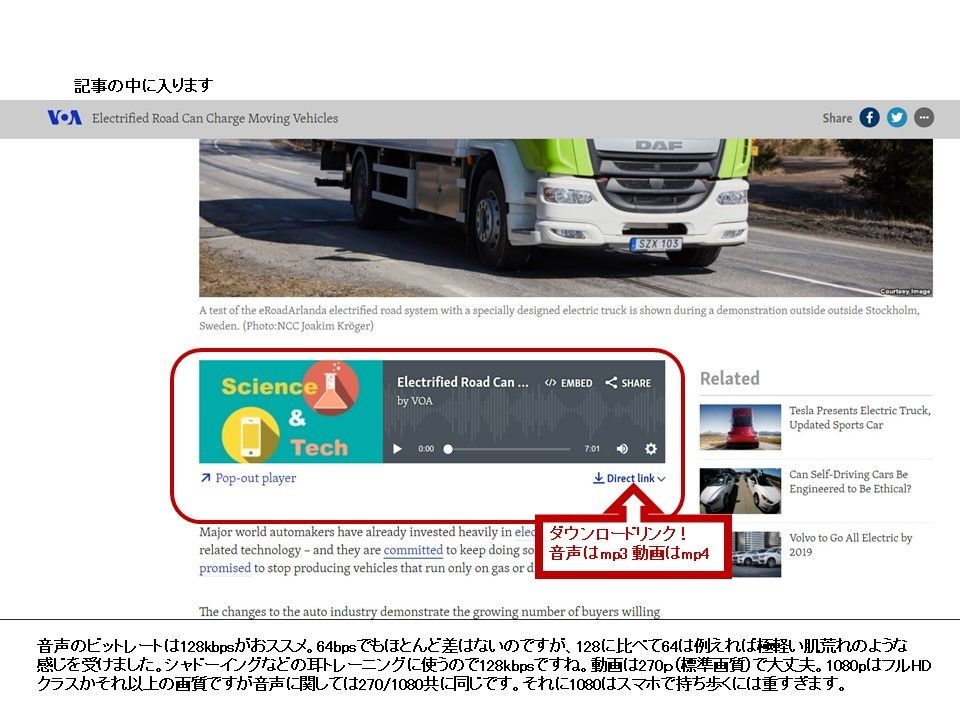 記事の中に入ります
VOA Electrified Road Can Charge Moving Vehicles
Share
DAF
SZX 103
Courtesy Image
A test of the eRoadArlanda electrified road system with a specially designed electric truck is shown during a demonstration outside outside Stockholm,
Sweden. (Photo:NCC Joakim Kröger)
Science
&
Tech
Electrified Road Can ...
EMBED
SHARE
by VOA
0:00
7:01
Pop-out player
Direct link
ダウンロードリンク！
音声はmp3 動画はmp4
Major world automakers have already invested heavily in
related technology – and they are committed to keep doing so
promised to stop producing vehicles that run only on gas or
The changes to the auto industry demonstrate the growing number of buyers willing
Related
Tesla Presents Electric Truck,
Updated Sports Car
Can Self-Driving Cars Be
Engineered to Be Ethical?
Volvo to Go All Electric by
2019
音声のビットレートは128kbpsがおススメ。64bpsでもほとんど差はないのですが、128に比べて64は例えれば極軽い肌荒れのような
感じを受けました。シャドーイングなどの耳トレーニングに使うので128kbpsですね。動画は270p（標準画質）で大丈夫。1080pはフルHD
クラスかそれ以上の画質ですが音声に関しては270/1080共に同じです。それに1080はスマホで持ち歩くには重すぎます。